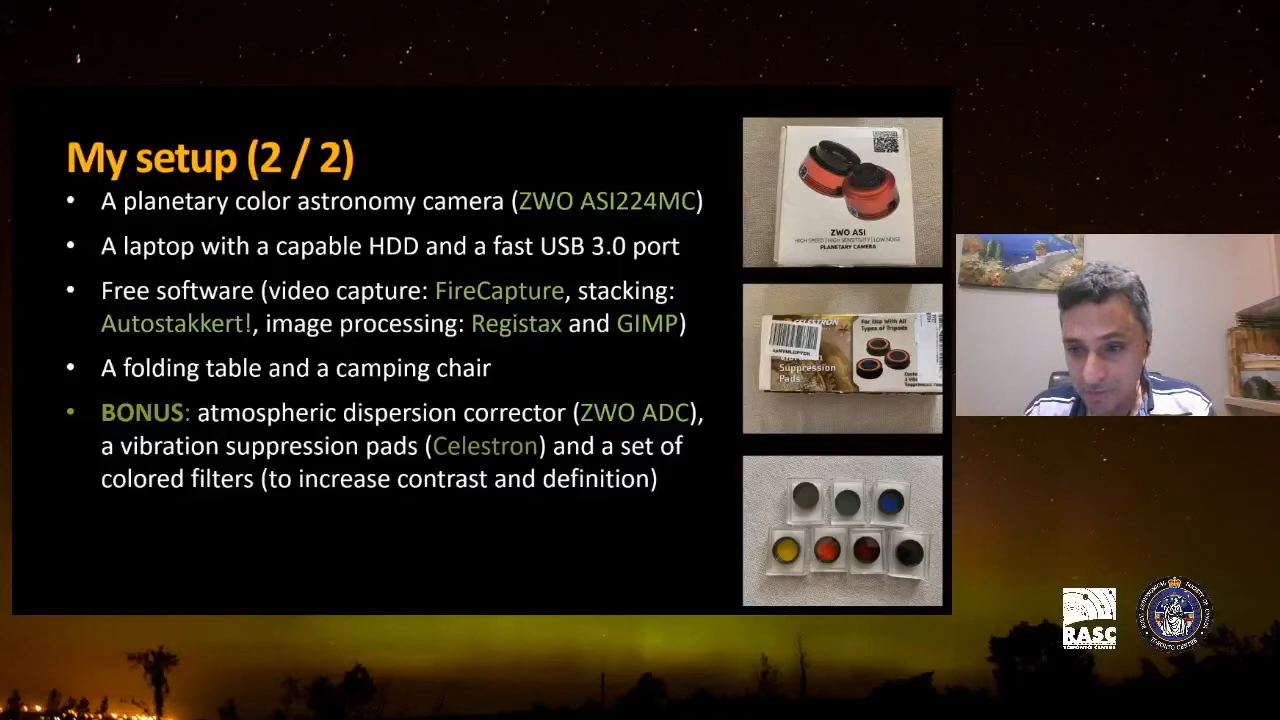 My setup (2 / 2)
• A planetary color astronomy camera (ZWO ASI224MC)
• A laptop with a capable HDD and a fast USB 3.0 port
• Free software (video capture: FireCapture, stacking:
Autostakkert!, image processing: Registax and GIMP)
• A folding table and a camping chair
• BONUS: atmospheric dispersion corrector (ZWO ADC),
a vibration suppression pads (Celestron) and a set of
colored filters (to increase contrast and definition)
ZWO ASI
HIGH SPEED | HIGH SENSITIVITY | LOW NOISE
PLANETARY CAMERA
CELESTRON
For Use With All
Types of Tripods
Suppression
Pads
RASC
TORONTO CENTRE